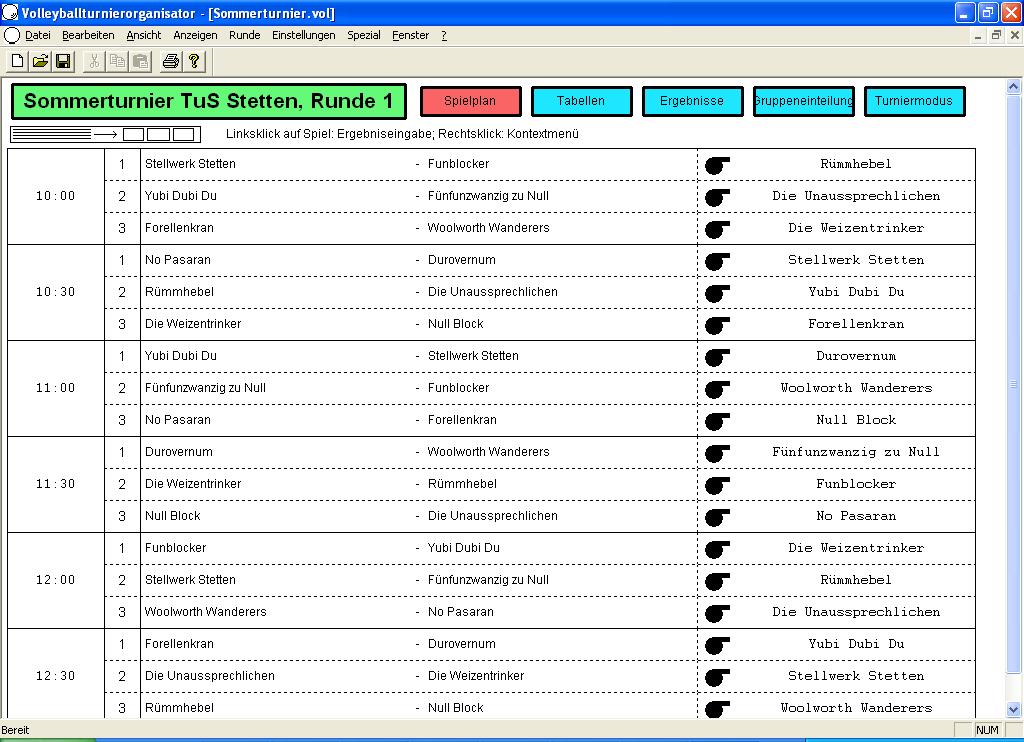 Volleyballturnierorganisator - [Sommerturnier.vol]
Datei Bearbeiten Ansicht Anzeigen Runde Einstellungen Spezial Fenster ?
Sommerturnier TuS Stetten, Runde 1 Spielplan Tabellen Ergebnisse Gruppeneinteilung Turniermodus
Linksklick auf Spiel: Ergebniseingabe; Rechtsklick: Kontextmenü
1 Stellwerk Stetten - Funblocker Rümmhebel
10:00 2 Yubi Dubi Du - Fünfunzwanzig zu Null Die Unaussprechlichen
3 Forellenkran - Woolworth Wanderers Die Weizentrinker
1 No Pasaran - Durovernum Stellwerk Stetten
10:30 2 Rümmhebel - Die Unaussprechlichen Yubi Dubi Du
3 Die Weizentrinker - Null Block Forellenkran
1 Yubi Dubi Du - Stellwerk Stetten Durovernum
11:00 2 Fünfunzwanzig zu Null - Funblocker Woolworth Wanderers
3 No Pasaran - Forellenkran Null Block
1 Durovernum - Woolworth Wanderers Fünfunzwanzig zu Null
11:30 2 Die Weizentrinker - Rümmhebel Funblocker
3 Null Block - Die Unaussprechlichen No Pasaran
1 Funblocker - Yubi Dubi Du Die Weizentrinker
12:00 2 Stellwerk Stetten - Fünfunzwanzig zu Null Rümmhebel
3 Woolworth Wanderers - No Pasaran Die Unaussprechlichen
1 Forellenkran - Durovernum Yubi Dubi Du
12:30 2 Die Unaussprechlichen - Die Weizentrinker Stellwerk Stetten
3 Rümmhebel - Null Block Woolworth Wanderers
Bereit NUM